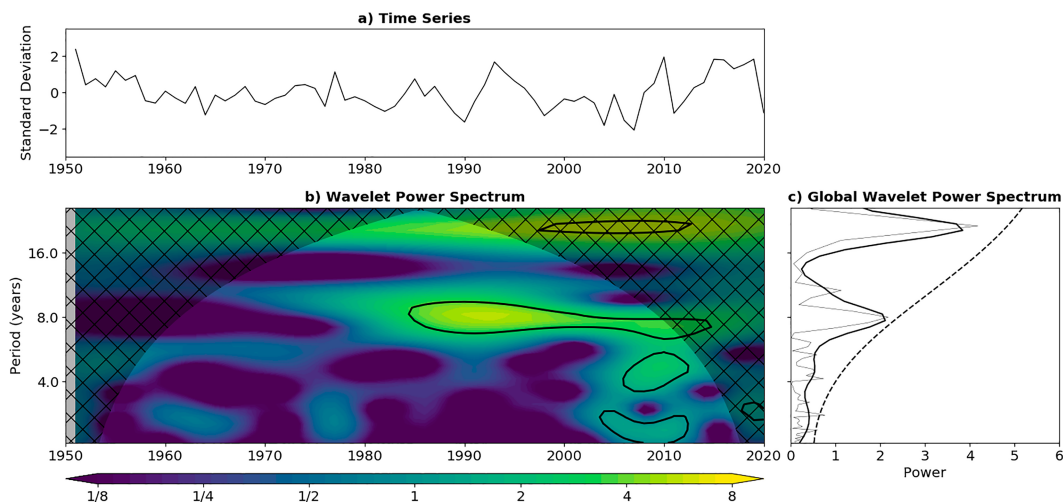 a) Time Series
Standard Deviation
2
0
−2
1950 1960 1970 1980 1990 2000 2010 2020
b) Wavelet Power Spectrum
c) Global Wavelet Power Spectrum
Period (years)
16.0
8.0
4.0
1950 1960 1970 1980 1990 2000 2010 2020
0 1 2 3 4 5 6
Power
1/8 1/4 1/2 1 2 4 8